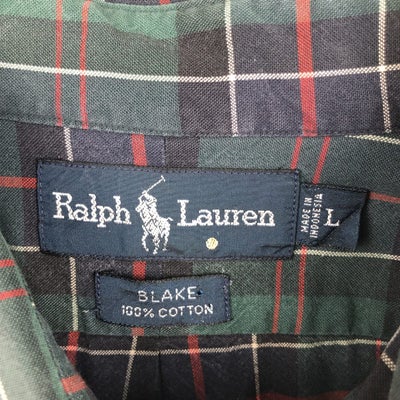 Ralph Lauren
MADE IN
INDONESIA
L
BLAKE
100% COTTON